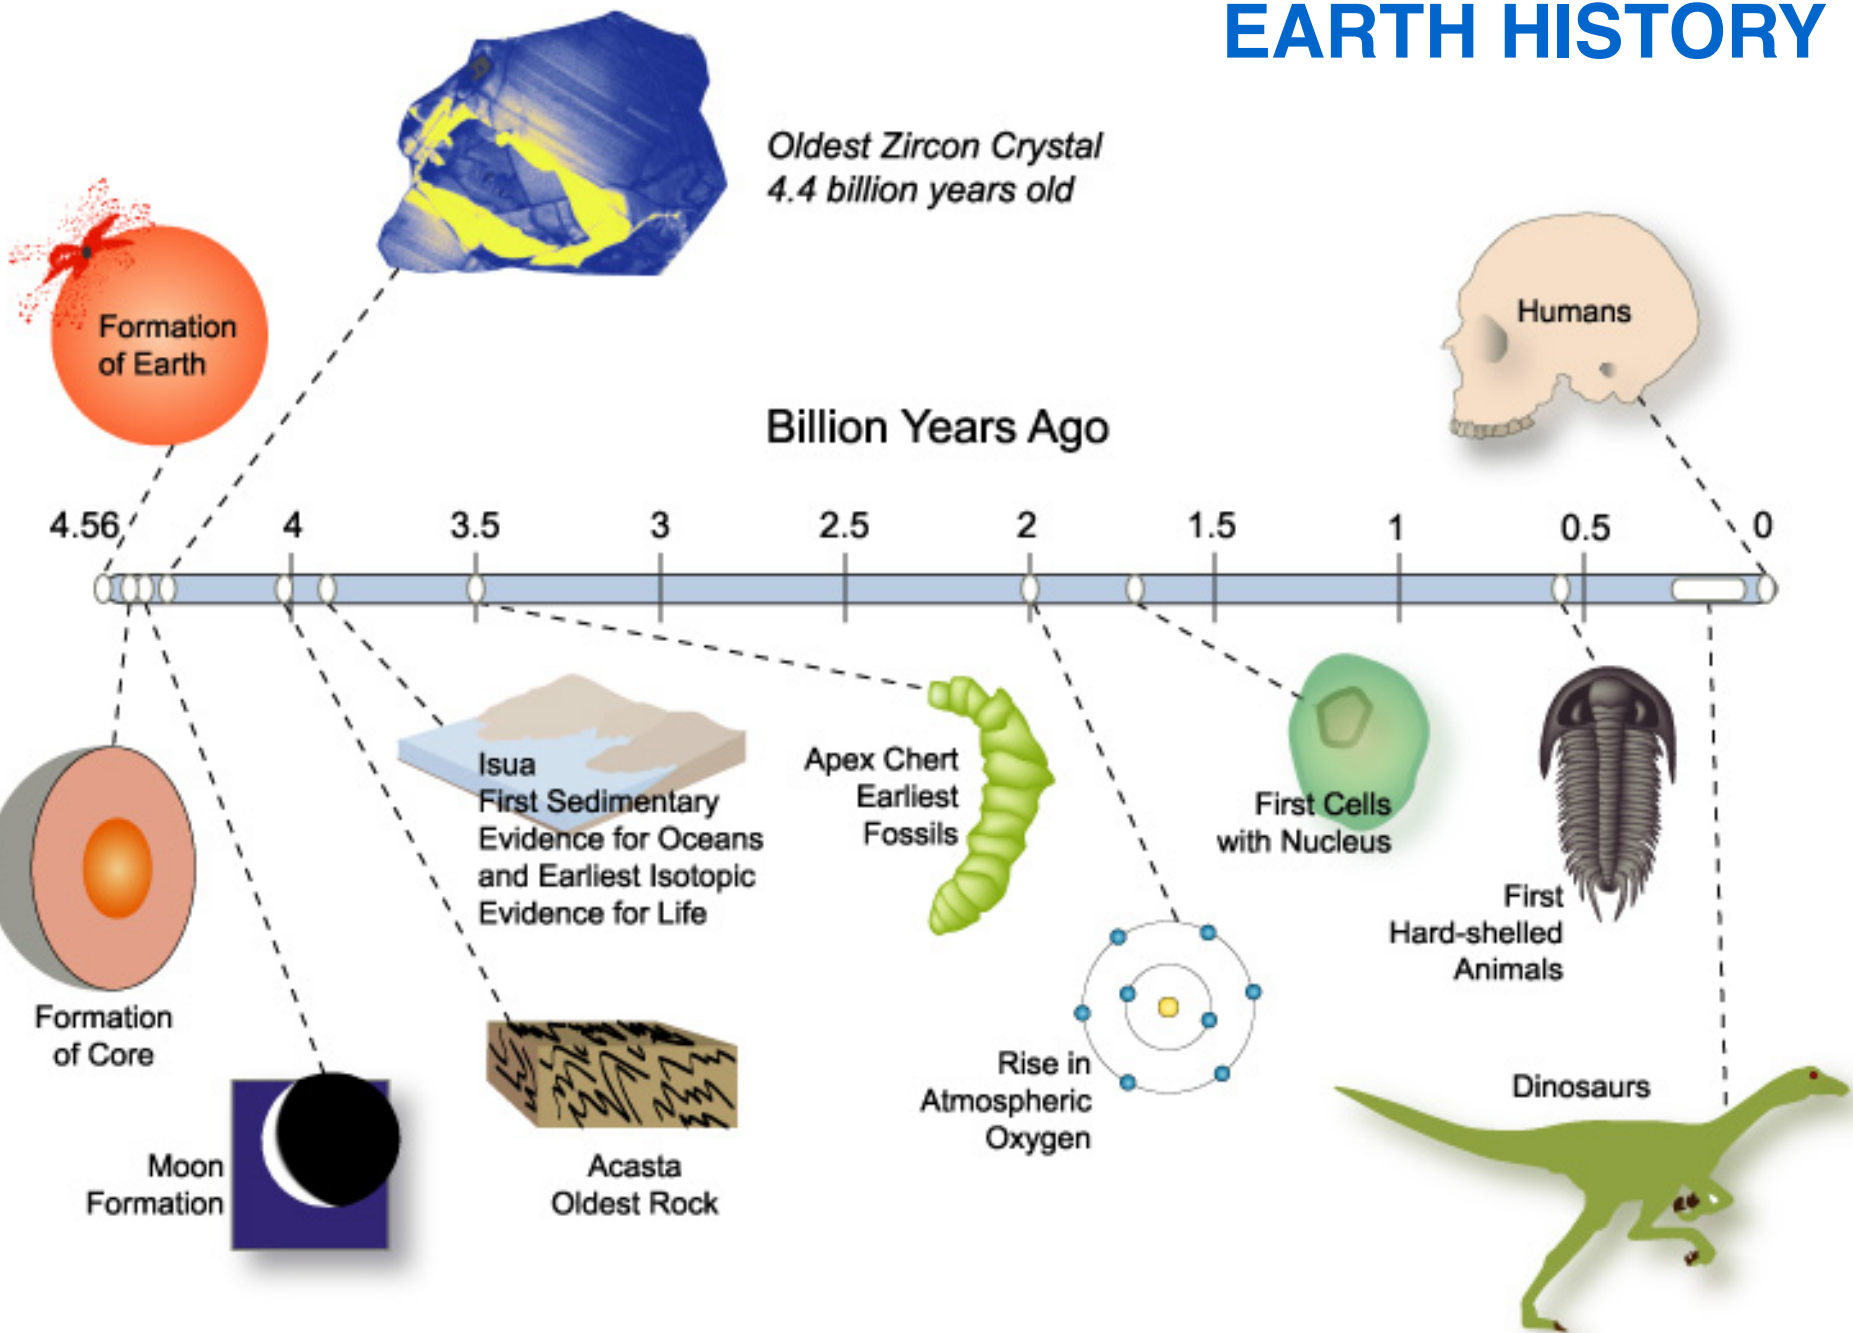 EARTH HISTORY
Oldest Zircon Crystal
4.4 billion years old
Formation
of Earth
Humans
Billion Years Ago
4.56 4 3.5 3 2.5 2 1.5 1 0.5 0
Isua
First Sedimentary
Evidence for Oceans
and Earliest Isotopic
Evidence for Life
Apex Chert
Earliest
Fossils
First Cells
with Nucleus
First
Hard-shelled
Animals
Formation
of Core
Rise in
Atmospheric
Oxygen
Dinosaurs
Moon
Formation
Acasta
Oldest Rock